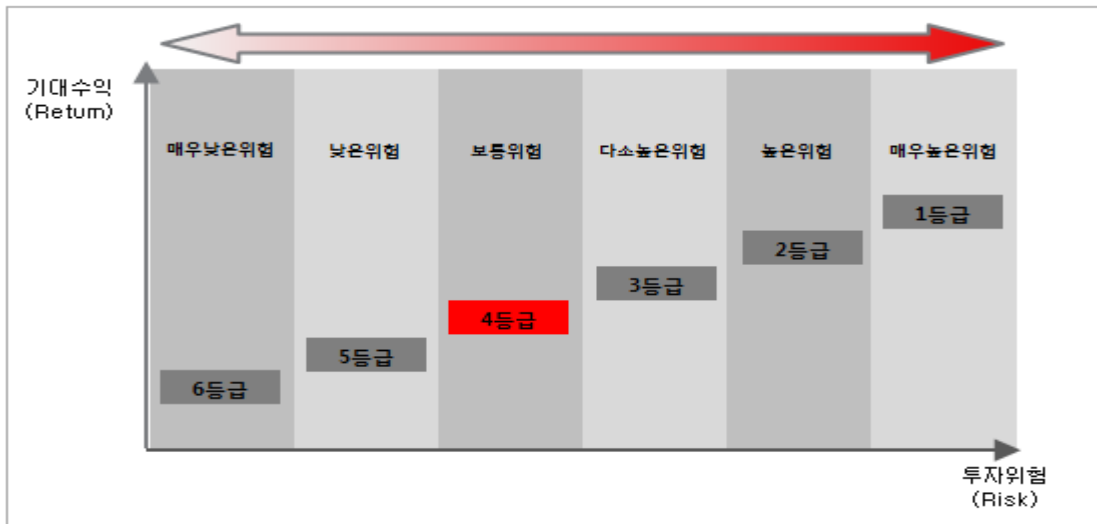 기대수익
(Return)
매우낮은위험 낮은위험 보통위험 다소높은위험 높은위험 매우높은위험
1등급
2등급
3등급
4등급
5등급
6등급
투자위험
(Risk)